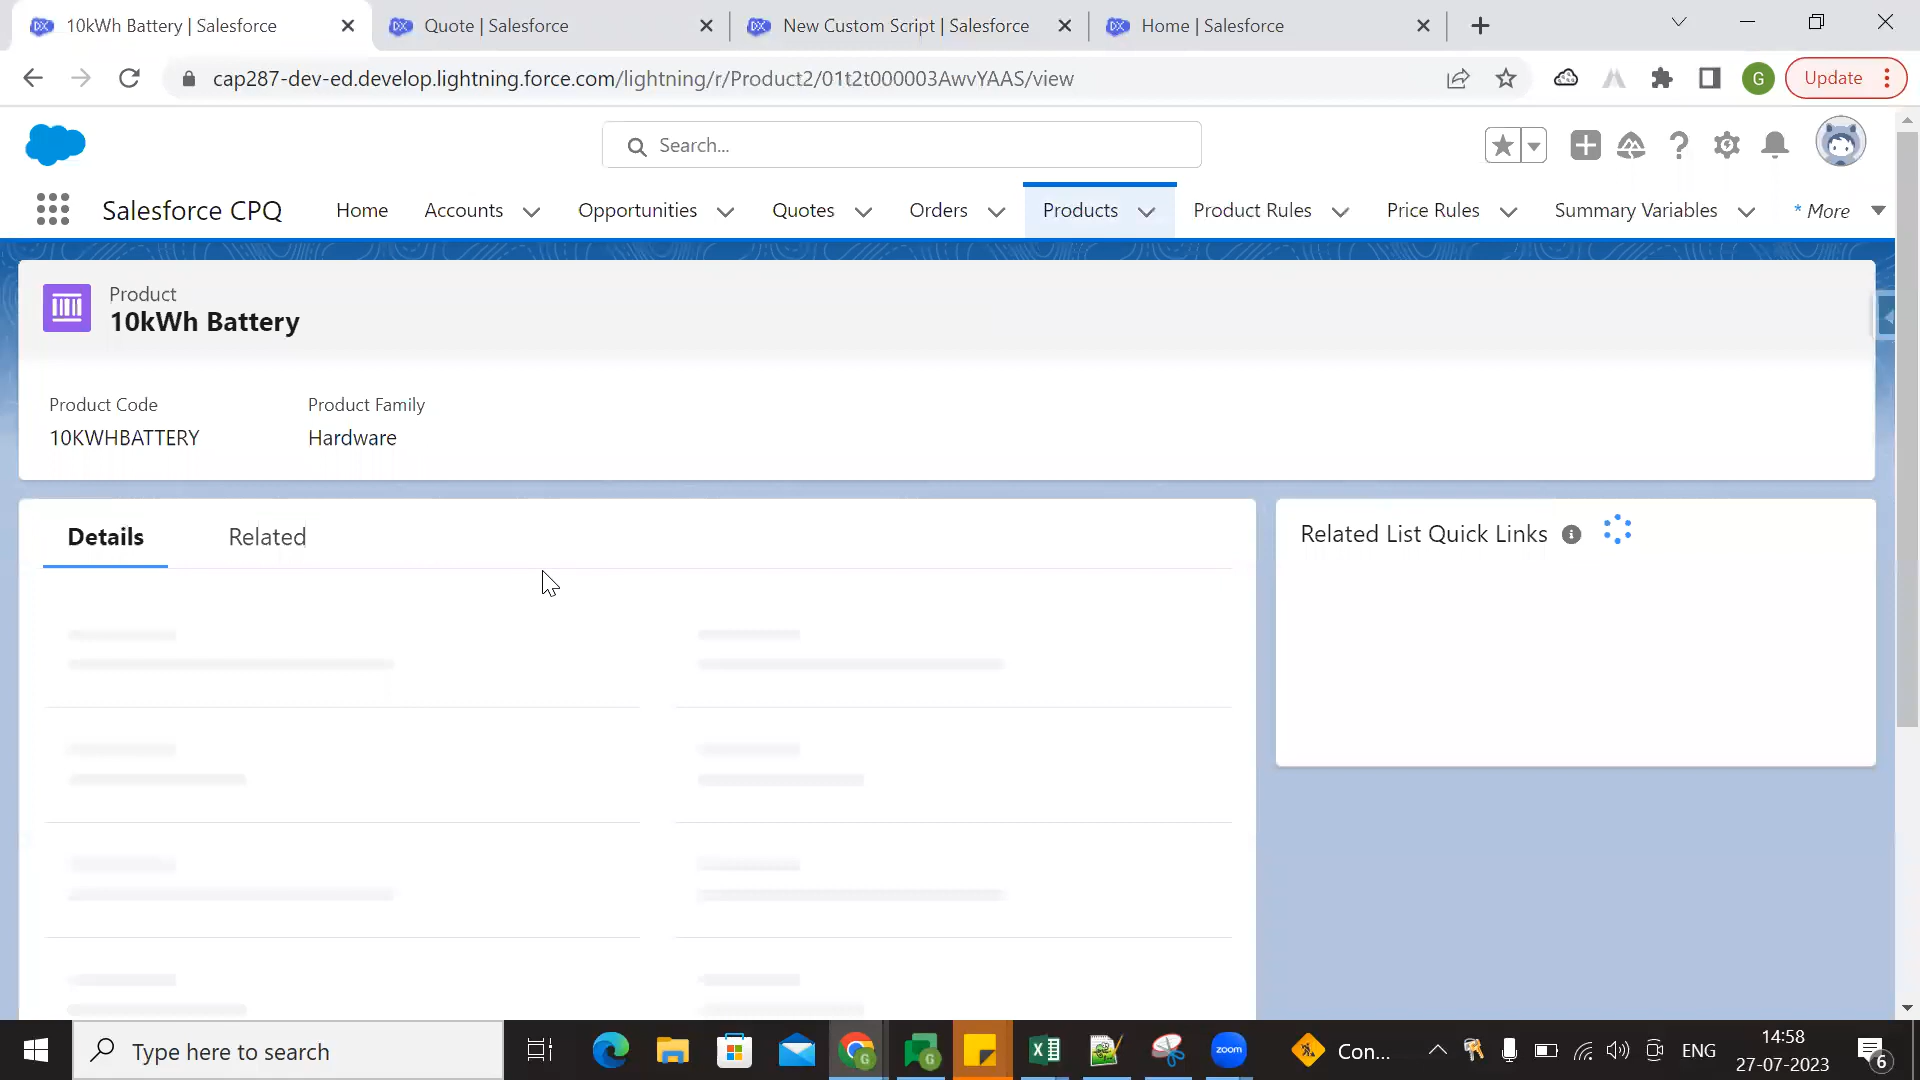 10kWh Battery | Salesforce
Quote | Salesforce
New Custom Script | Salesforce
Home | Salesforce
cap287-dev-ed.develop.lightning.force.com/lightning/r/Product2/01t2t000003AwvYAAS/view
G
Update
Search...
Salesforce CPQ
Home
Accounts
Opportunities
Quotes
Orders
Products
Product Rules
Price Rules
Summary Variables
* More
Product
10kWh Battery
Product Code
Product Family
10KWHBATTERY
Hardware
Details
Related
Related List Quick Links
Type here to search
zoom
Con...
ENG
14:58
27-07-2023
6